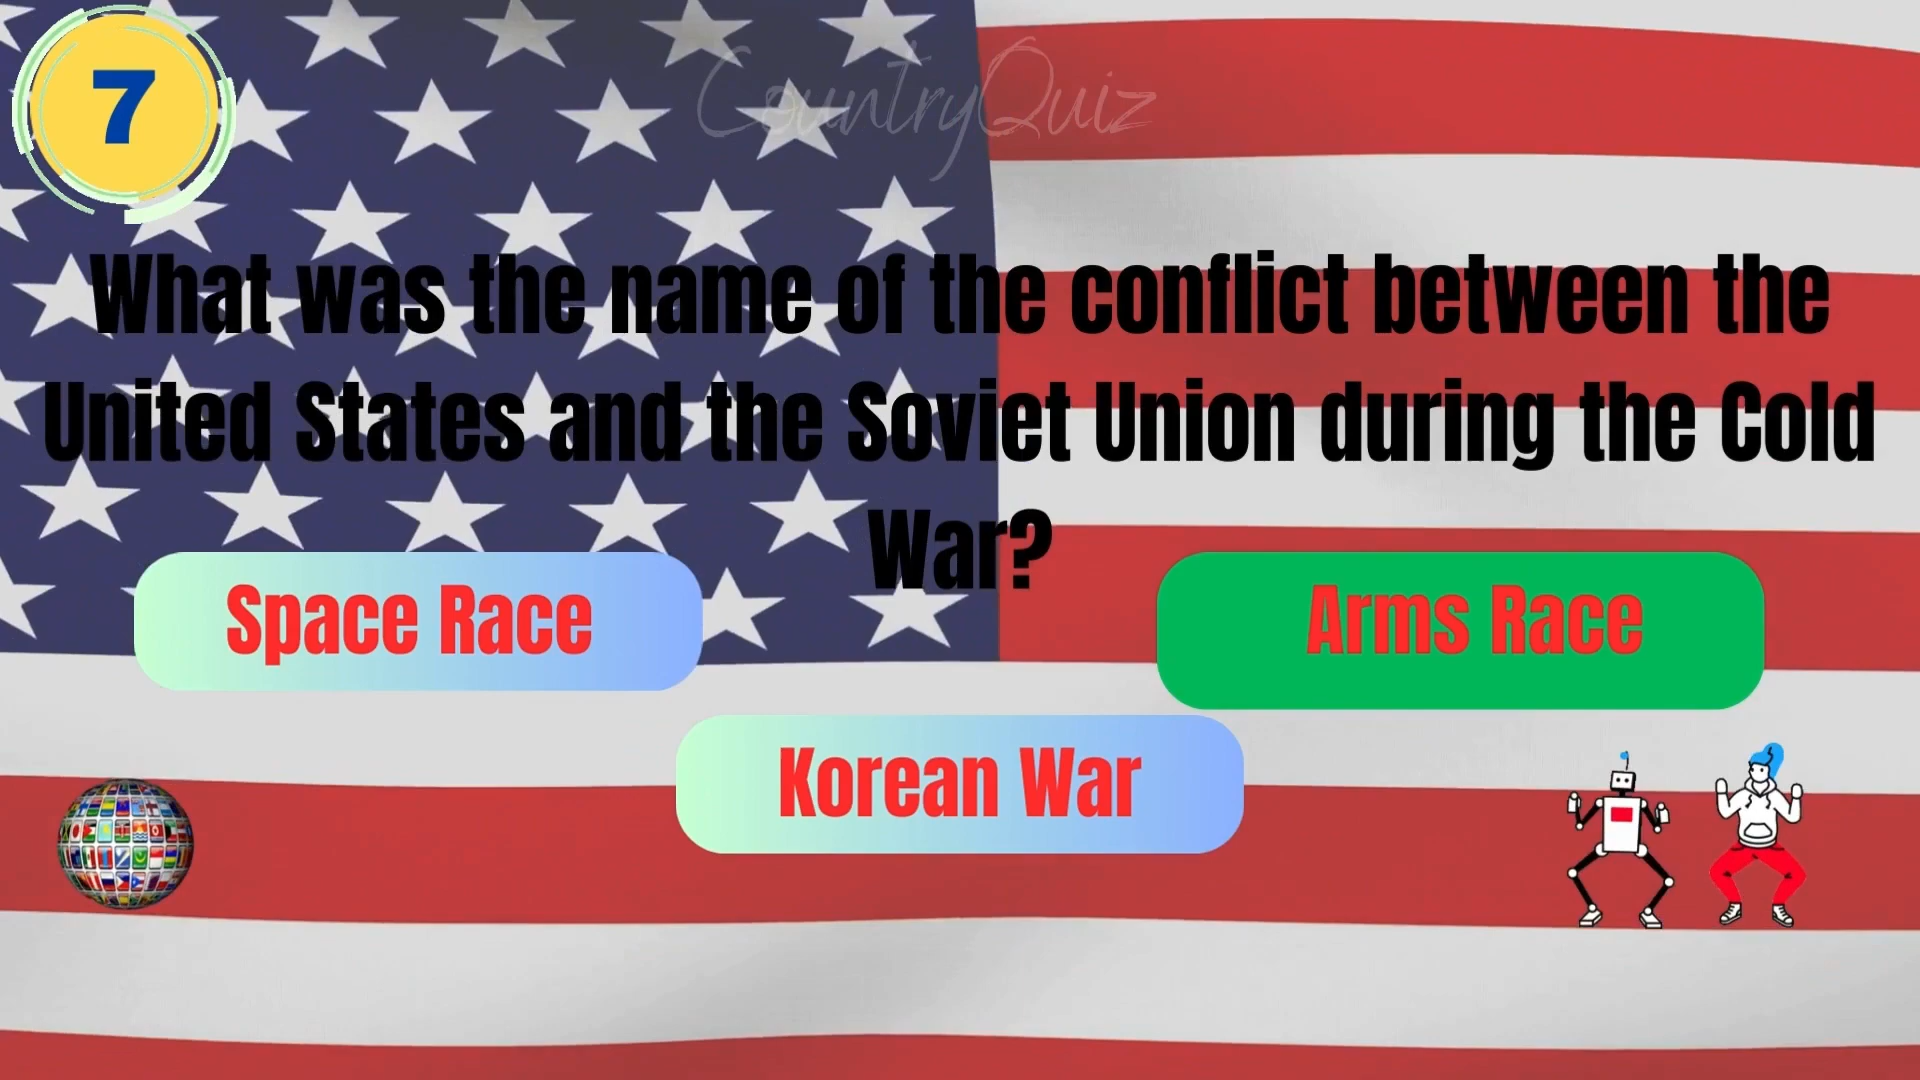 7
CountryQuiz
What was the name of the conflict between the
United States and the Soviet Union during the Cold
War?
Space Race
Arms Race
Korean War